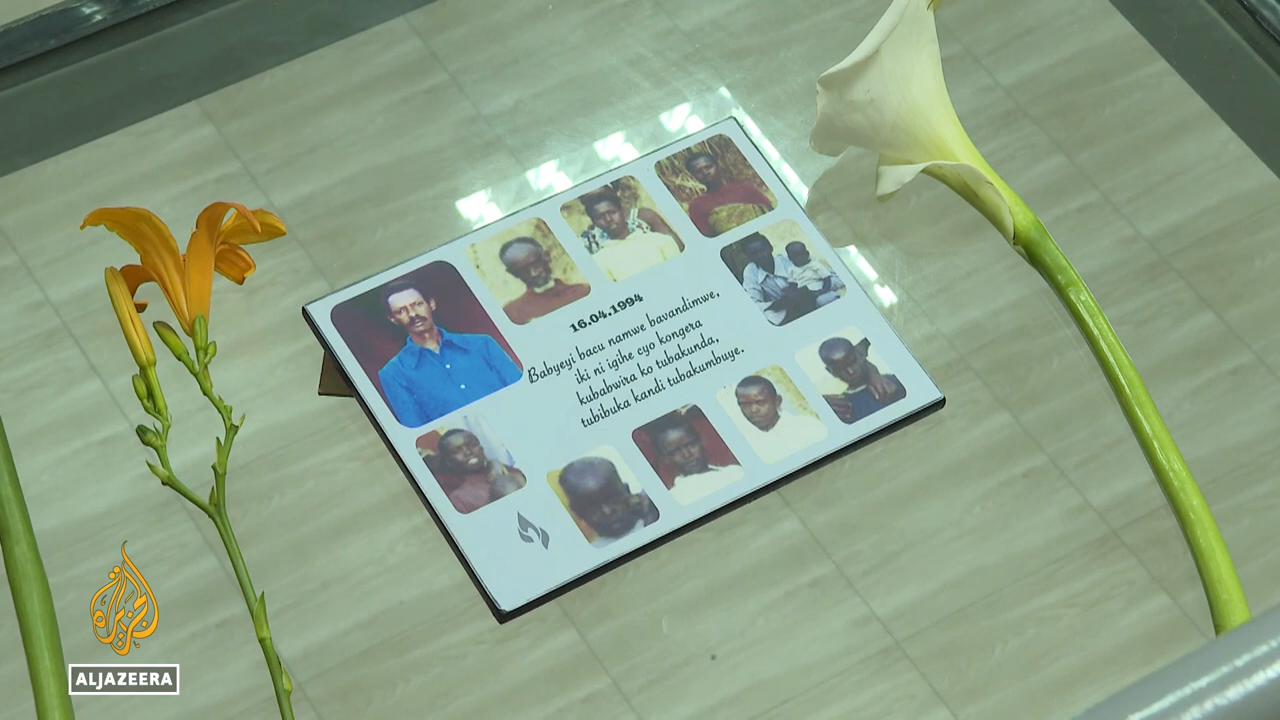 16.04.1994
Babyeyi bacu namwe bavandimwe,
iki ni igihe cyo kongera
kubabwira ko tubakunda,
tubibuka kandi tubakumbuye.
الجزيرة
ALJAZEERA